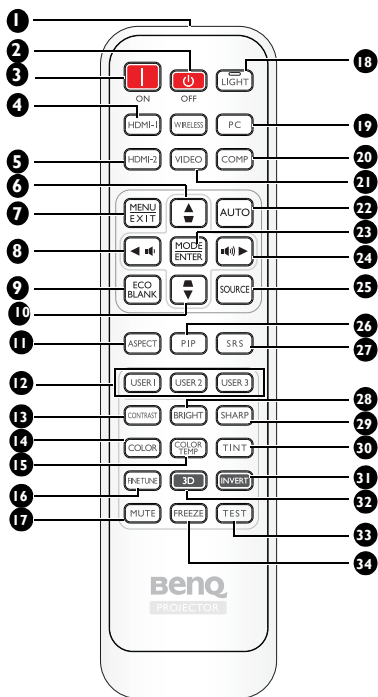 1
2
18
3
LIGHT
ON
OFF
4
HDMI-1
WIRELESS
PC
19
5
HDMI-2
VIDEO
COMP
20
21
6
7
MENU
EXIT
AUTO
22
23
8
MODE
ENTER
24
9
ECO
BLANK
SOURCE
25
10
26
11
ASPECT
PIP
SRS
27
12
USER 1
USER 2
USER 3
28
13
CONTRAST
BRIGHT
SHARP
29
14
COLOR
COLOR
TEMP
TINT
30
15
31
16
FINETUNE
3D
INVERT
32
17
MUTE
FREEZE
TEST
33
34
BenQ
PROJECTOR